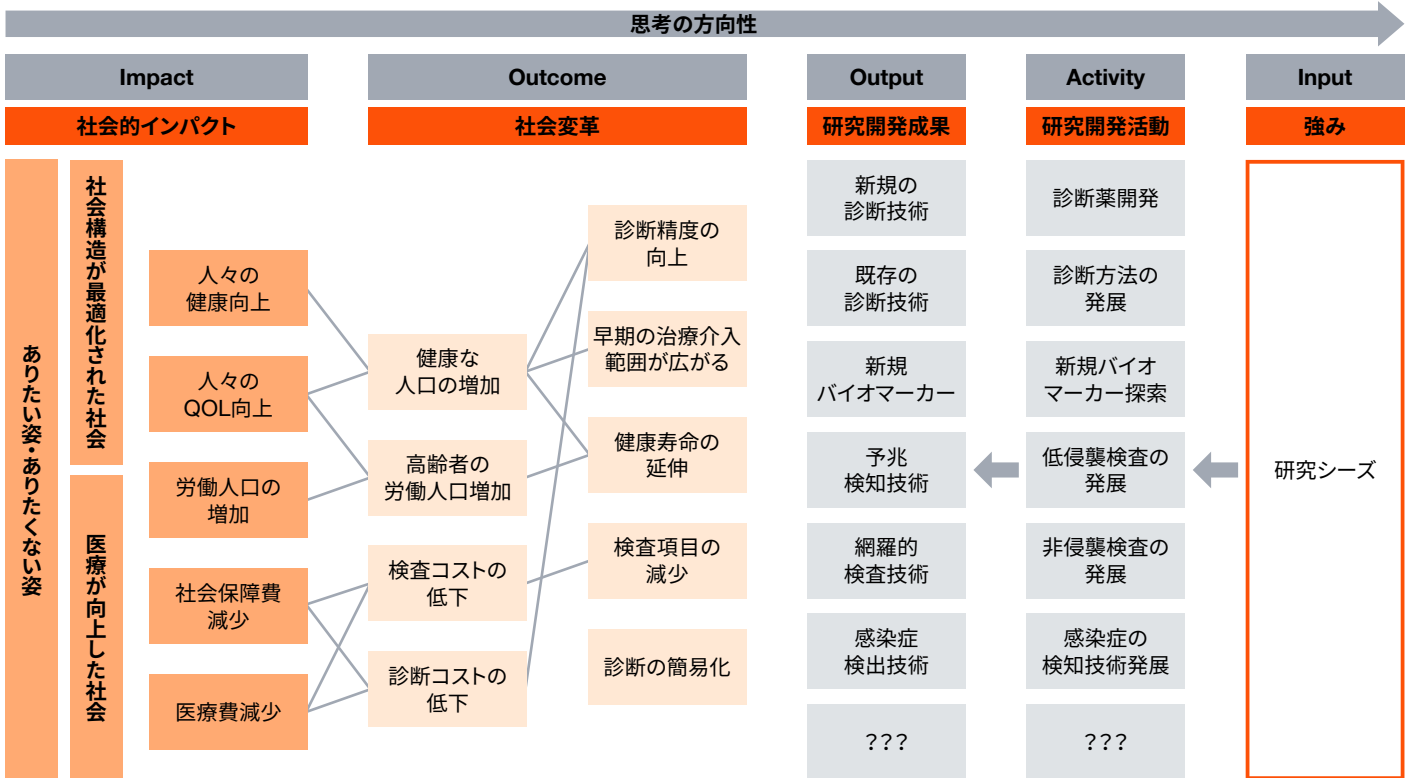 思考の方向性
Impact
Outcome
Output
Activity
Input
社会的インパクト
社会変革
研究開発成果
研究開発活動
強み
ありたい姿・ありたくない姿
社会構造が最適化された社会
医療が向上した社会
人々の
健康向上
人々の
QOL向上
労働人口の
増加
社会保障費
減少
医療費減少
健康な
人口の増加
高齢者の
労働人口増加
検査コストの
低下
診断コストの
低下
診断精度の
向上
早期の治療介入
範囲が広がる
健康寿命の
延伸
検査項目の
減少
診断の簡易化
新規の
診断技術
既存の
診断技術
新規
バイオマーカー
予兆
検知技術
網羅的
検査技術
感染症
検出技術
???
診断薬開発
診断方法の
発展
新規バイオ
マーカー探索
低侵襲検査の
発展
非侵襲検査の
発展
感染症の
検知技術発展
???
研究シーズ